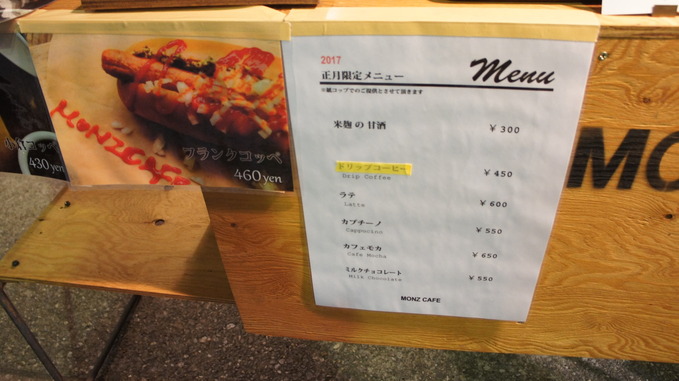 MONZ CAFE
フランクコッペ
460 yen
430 yen
2017
正月限定メニュー
Menu
※紙コップでのご提供とさせて頂きます
米麹 の 甘酒 ¥ 300
ドリップコーヒー ¥ 450
Drip Coffee
ラテ ¥ 600
Latte
カプチーノ ¥ 550
Cappucino
カフェモカ ¥ 650
Cafe Mocha
ミルクチョコレート ¥ 550
Milk Chocolate
MONZ CAFE
MO